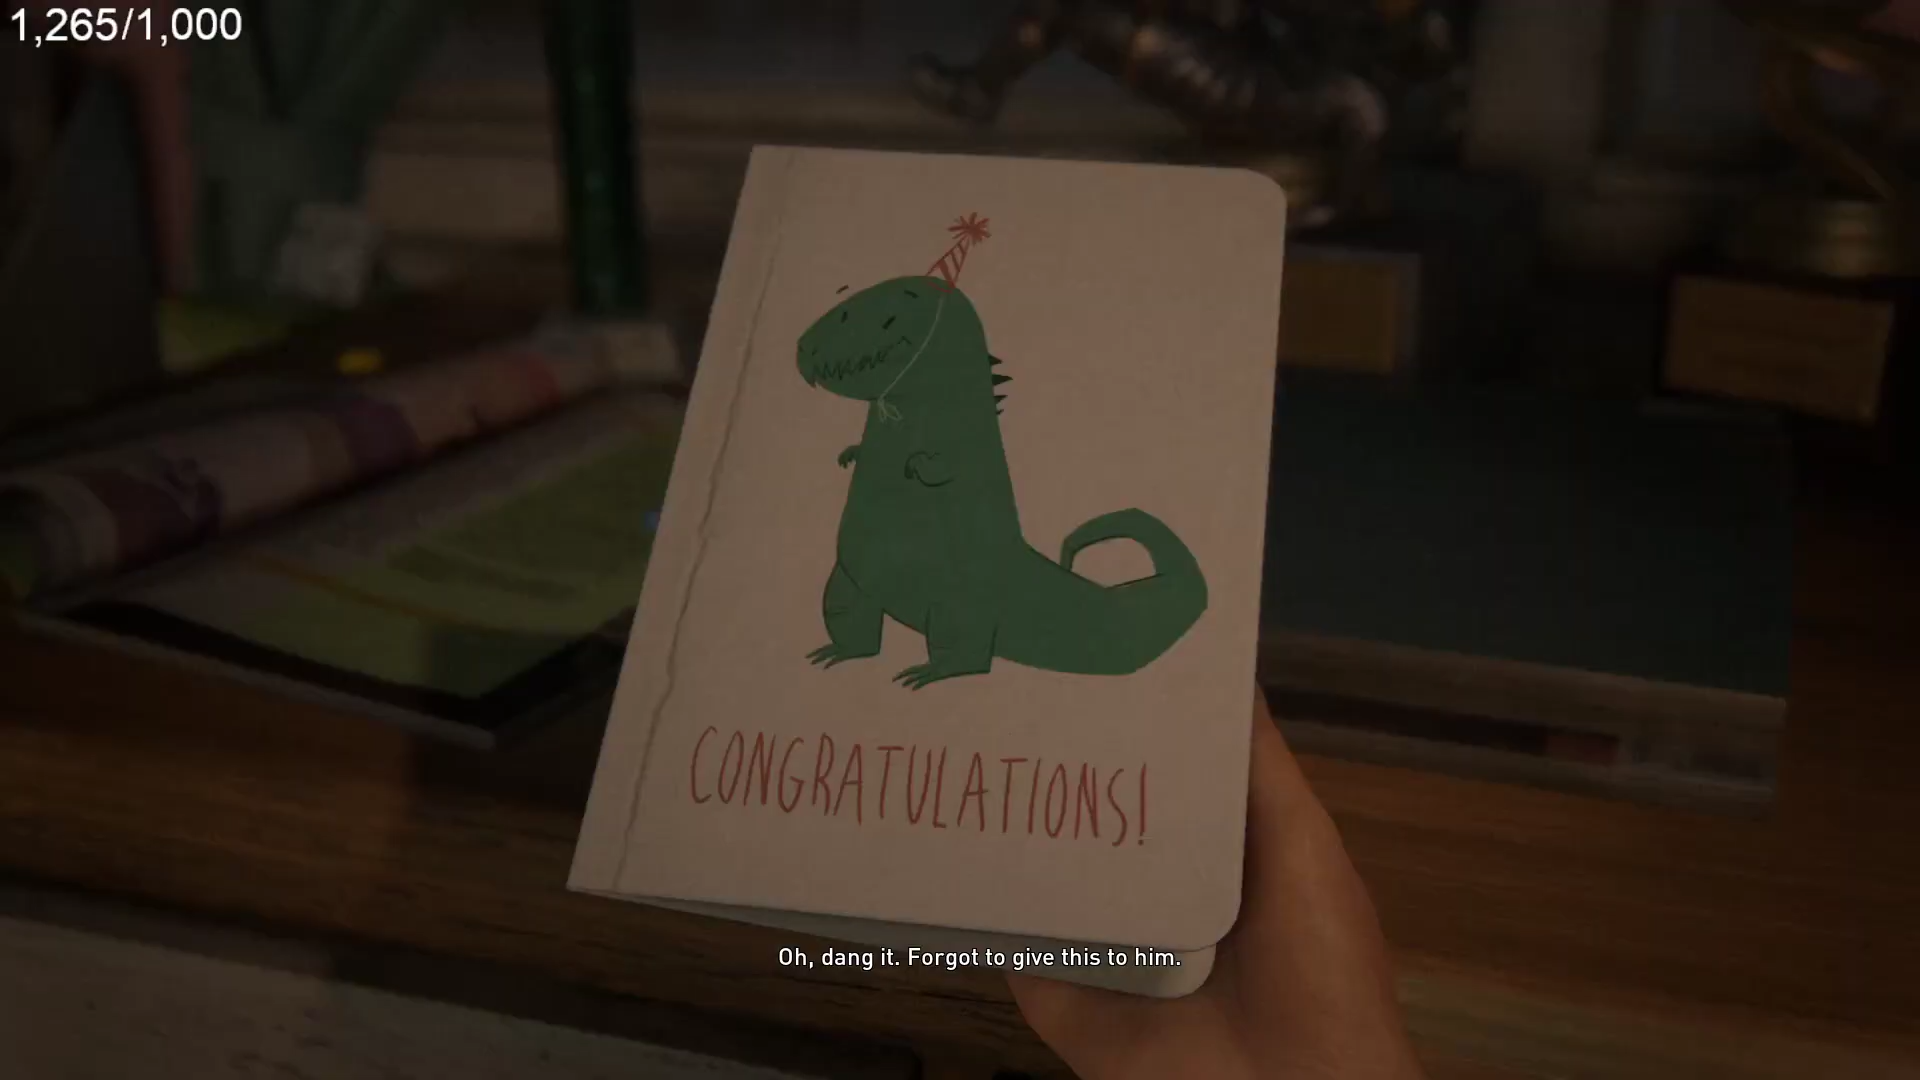 1,265/1,000
CONGRATULATIONS!
Oh, dang it. Forgot to give this to him.